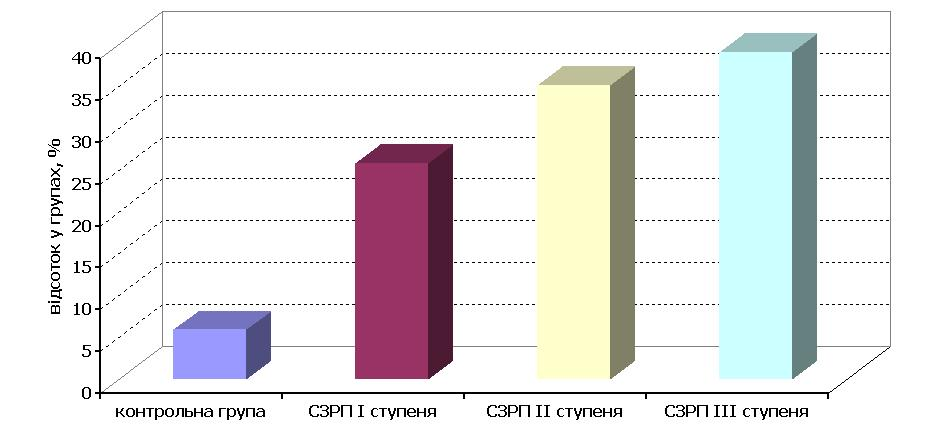 40
35
30
25
20
15
10
5
0
відсоток у групах, %
контрольна група
СЗРП I ступеня
СЗРП II ступеня
СЗРП III ступеня